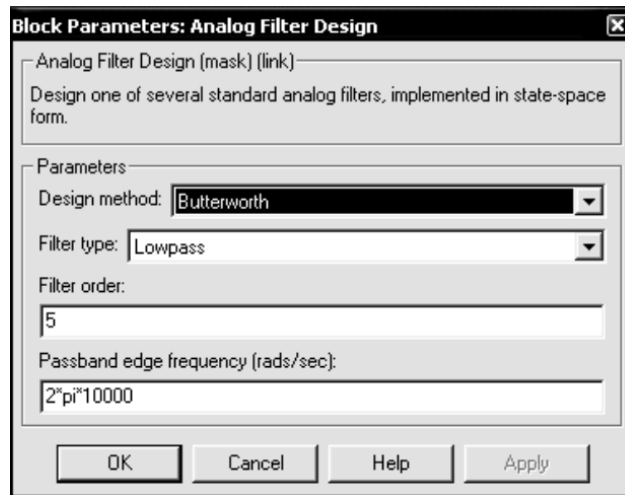 Block Parameters: Analog Filter Design
Analog Filter Design (mask) (link)
Design one of several standard analog filters, implemented in state-space
form.
Parameters
Design method: Butterworth
Filter type: Lowpass
Filter order:
5
Passband edge frequency (rads/sec):
2*pi*10000
OK Cancel Help Apply